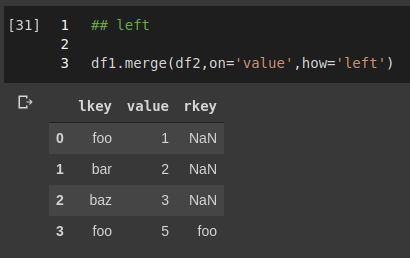 [31] 1 ## left
2
3 df1.merge(df2,on='value',how='left')
lkey value rkey
0 foo 1 NaN
1 bar 2 NaN
2 baz 3 NaN
3 foo 5 foo